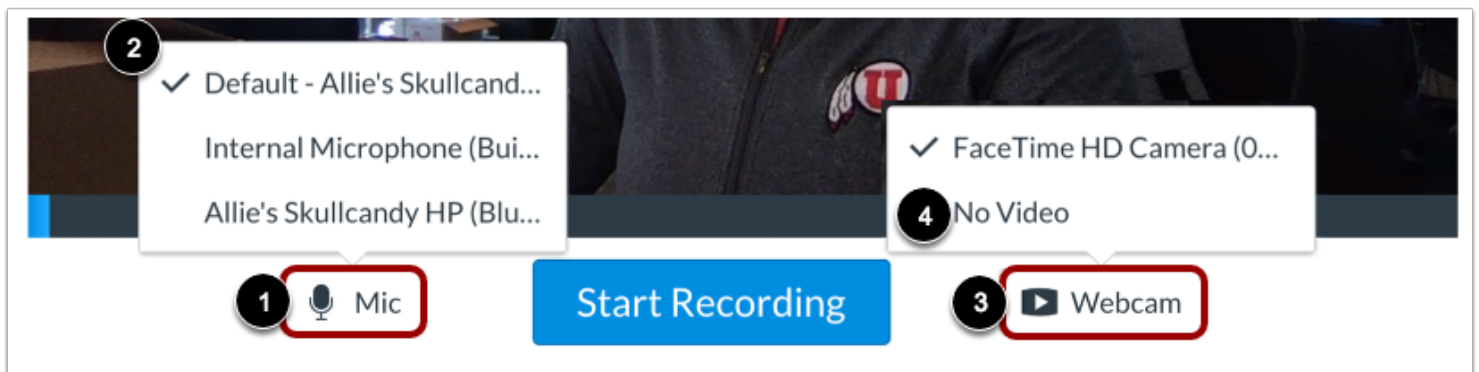 2
✓ Default - Allie's Skullcand...
Internal Microphone (Bui...
Allie's Skullcandy HP (Blu...
U
✓ FaceTime HD Camera (0...
4 No Video
1 Mic
Start Recording
3 Webcam